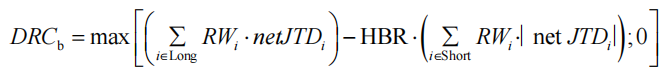 DRC_b = max[(∑_{i∈Long} RW_i · netJTD_i) − HBR · (∑_{i∈Short} RW_i · | net JTD_i |); 0]